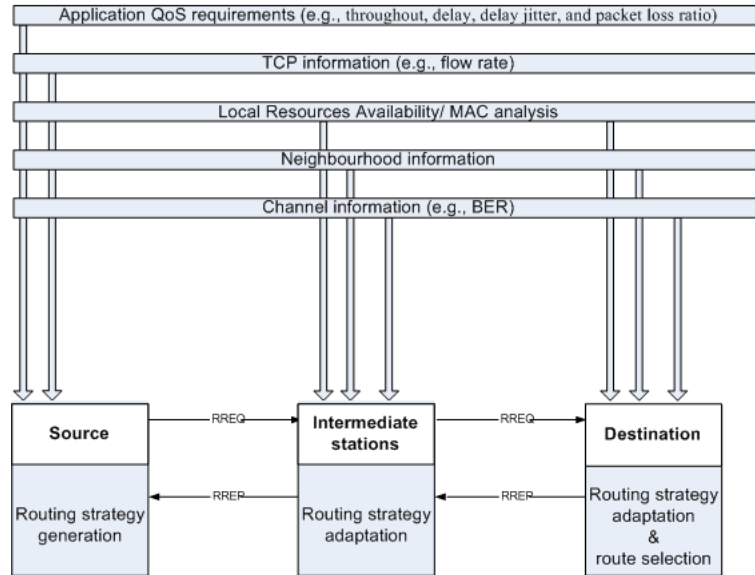 Application QoS requirements (e.g., throughout, delay, delay jitter, and packet loss ratio)
TCP information (e.g., flow rate)
Local Resources Availability/ MAC analysis
Neighbourhood information
Channel information (e.g., BER)
Source
RREQ
Intermediate
stations
RREQ
Destination
Routing strategy
generation
RREP
Routing strategy
adaptation
RREP
Routing strategy
adaptation
&
route selection